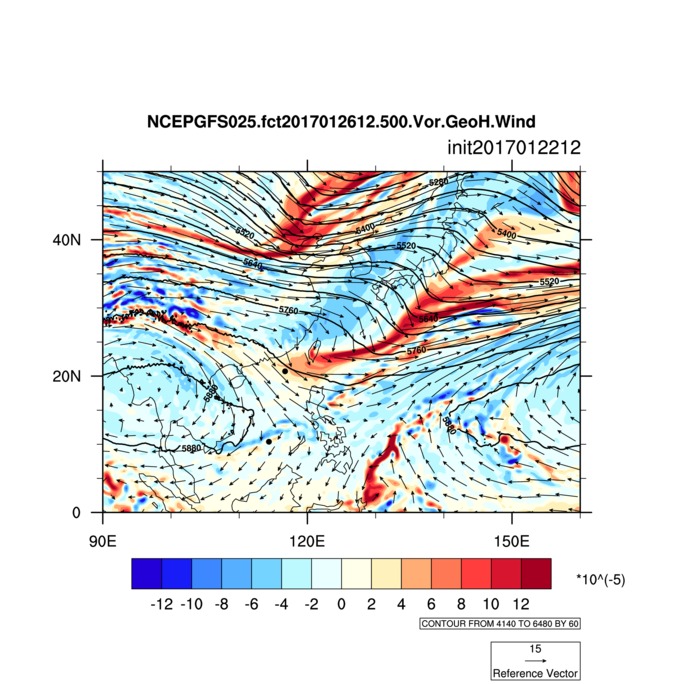 NCEPGFS025.fct2017012612.500.Vor.GeoH.Wind
init2017012212
5280
5520
5400
5400
40N
5520
5640
5520
5760
5640
5760
20N
5880
5880
5880
0
90E 120E 150E
-12 -10 -8 -6 -4 -2 0 2 4 6 8 10 12
*10^(-5)
CONTOUR FROM 4140 TO 6480 BY 60
15
Reference Vector